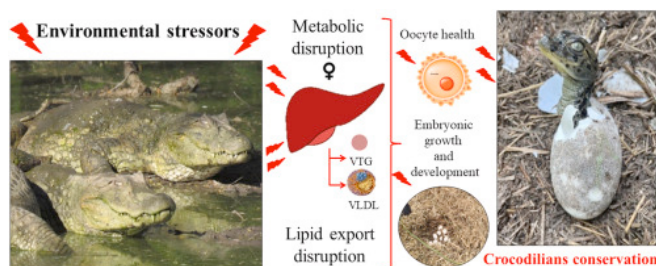 Environmental stressors
Metabolic
disruption
♀
VTG
VLDL
Lipid export
disruption
Oocyte health
Embryonic
growth
and
development
Crocodilians conservation